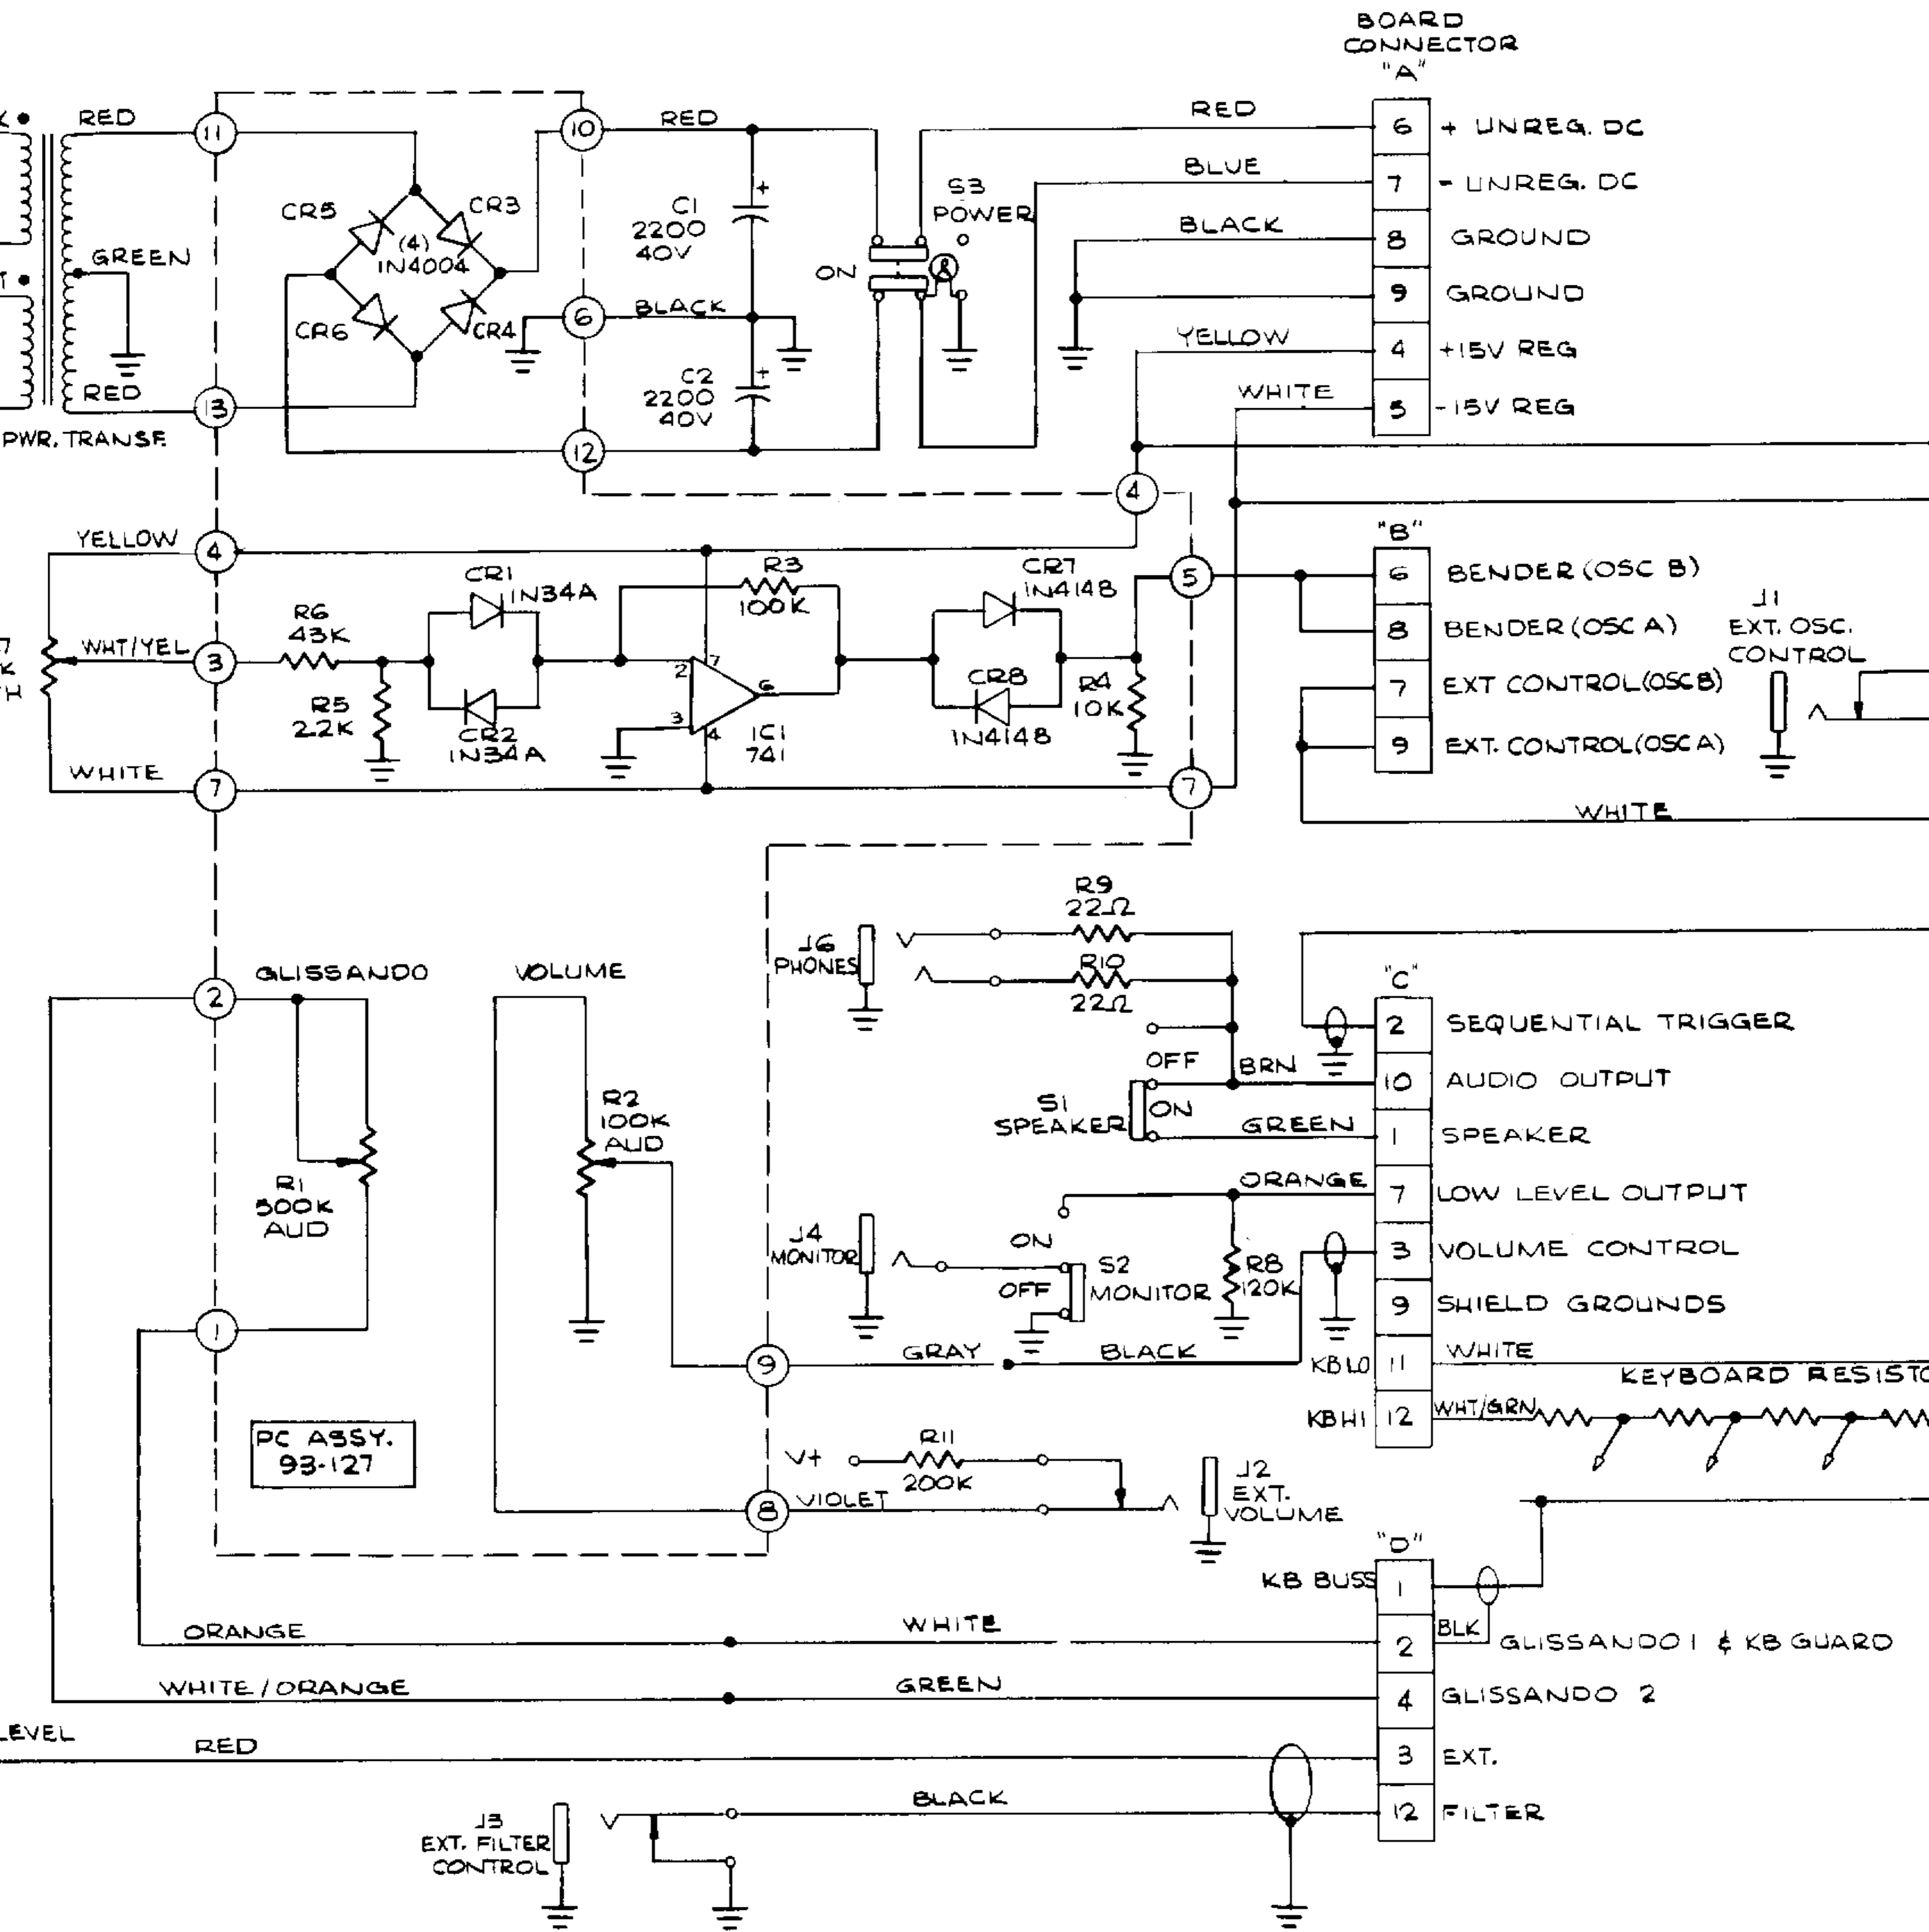 BOARD
CONNECTOR
"A"
RED
11
10
RED
RED
6
+ UNREG. DC
BLUE
7
- UNREG. DC
S3
POWER
CR5
CR3
(4)
1N4004
C1
2200
40V
+
BLACK
8
GROUND
GREEN
ON
9
GROUND
CR6
CR4
6
BLACK
YELLOW
4
+15V REG
C2
2200
40V
+
WHITE
5
-15V REG
RED
13
PWR. TRANSF.
12
4
YELLOW
4
"B"
6
BENDER (OSC B)
8
BENDER (OSC A)
7
EXT CONTROL (OSC B)
9
EXT. CONTROL (OSC A)
J1
EXT. OSC.
CONTROL
CR1
1N34A
R3
100K
CR7
1N4148
5
WHT/YEL
3
R6
43K
R5
2.2K
CR2
1N34A
2
7
6
3
4
IC1
741
CR8
1N4148
R4
10K
WHITE
7
7
WHITE
R9
22Ω
J6
PHONES
R10
22Ω
2
GLISSANDO
VOLUME
"C"
2
SEQUENTIAL TRIGGER
OFF
BRN
10
AUDIO OUTPUT
S1
SPEAKER
ON
GREEN
1
SPEAKER
R2
100K
AUD
R1
500K
AUD
ORANGE
7
LOW LEVEL OUTPUT
J4
MONITOR
ON
OFF
S2
MONITOR
R8
120K
3
VOLUME CONTROL
9
SHIELD GROUNDS
1
9
GRAY
BLACK
KB LO
11
WHITE
KEYBOARD RESISTO
KB HI
12
WHT/GRN
PC ASSY.
93-127
V+
R11
200K
8
VIOLET
J2
EXT.
VOLUME
"D"
KB BUSS
1
ORANGE
WHITE
2
BLK
GLISSANDO 1 & KB GUARD
WHITE/ORANGE
GREEN
4
GLISSANDO 2
LEVEL
RED
3
EXT.
J3
EXT. FILTER
CONTROL
BLACK
12
FILTER